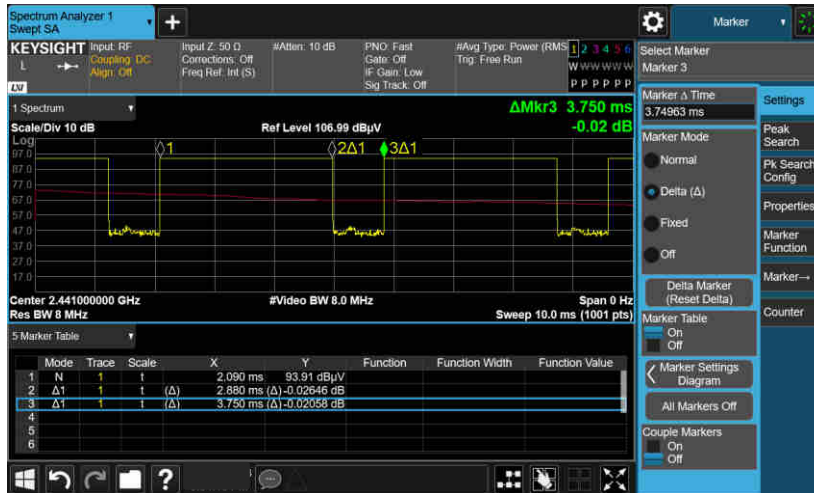 Spectrum Analyzer 1
Swept SA
Marker
KEYSIGHT
L
LXI
Input: RF
Coupling: DC
Align: Off
Input Z: 50 Ω
Corrections: Off
Freq Ref: Int (S)
#Atten: 10 dB
PNO: Fast
Gate: Off
IF Gain: Low
Sig Track: Off
#Avg Type: Power (RMS
Trig: Free Run
1 2 3 4 5 6
W W W W W W
P P P P P P
Select Marker
Marker 3
1 Spectrum
Scale/Div 10 dB
Log
Ref Level 106.99 dBµV
ΔMkr3 3.750 ms
-0.02 dB
97.0
87.0
77.0
67.0
57.0
47.0
37.0
27.0
17.0
1
2Δ1
3Δ1
Center 2.441000000 GHz
Res BW 8 MHz
#Video BW 8.0 MHz
Span 0 Hz
Sweep 10.0 ms (1001 pts)
5 Marker Table
Mode Trace Scale X Y Function Function Width Function Value
1 N 1 t 2.090 ms 93.91 dBµV
2 Δ1 1 t (Δ) 2.880 ms (Δ) -0.02646 dB
3 Δ1 1 t (Δ) 3.750 ms (Δ) -0.02058 dB
4
5
6
Marker Δ Time
3.74963 ms
Marker Mode
Normal
Delta (Δ)
Fixed
Off
Delta Marker
(Reset Delta)
Marker Table
On
Off
Marker Settings
Diagram
All Markers Off
Couple Markers
On
Off
Settings
Peak
Search
Pk Search
Config
Properties
Marker
Function
Marker→
Counter
?